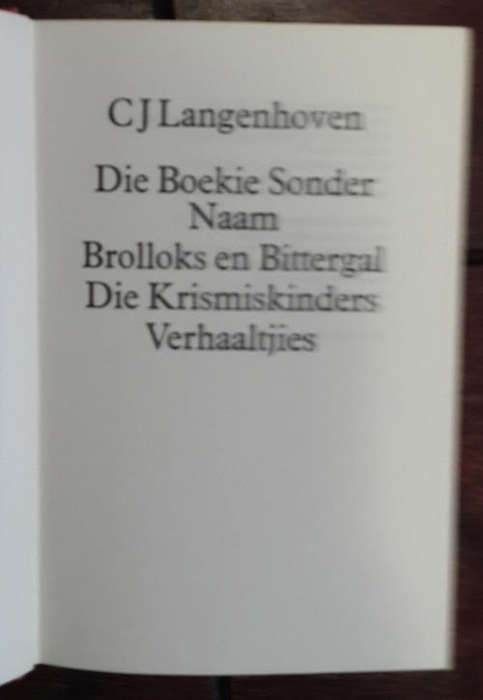 C J Langenhoven
Die Boekie Sonder
Naam
Brolloks en Bittergal
Die Krismiskinders
Verhaaltjies